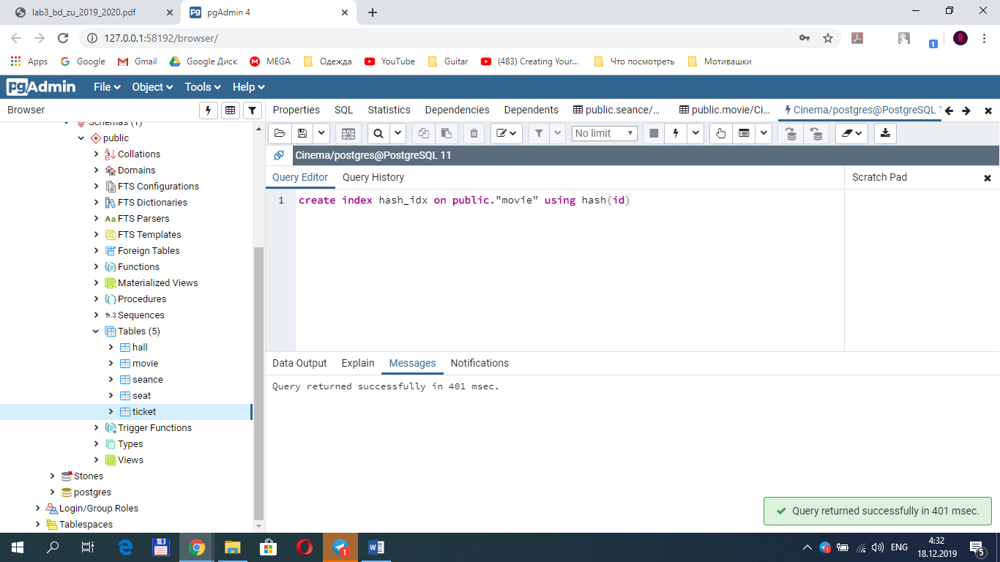 lab3_bd_zu_2019_2020.pdf
pgAdmin 4
127.0.0.1:58192/browser/
1
Apps
Google
Gmail
Google Диск
MEGA
Одежда
YouTube
Guitar
(483) Creating Your...
Что посмотреть
Мотивашки
pgAdmin
File
Object
Tools
Help
Browser
Properties
SQL
Statistics
Dependencies
Dependents
public.seance/...
public.movie/Ci...
Cinema/postgres@PostgreSQL 1
No limit
Cinema/postgres@PostgreSQL 11
Query Editor
Query History
Scratch Pad
1 create index hash_idx on public."movie" using hash(id)
Schemas (1)
public
Collations
Domains
FTS Configurations
FTS Dictionaries
FTS Parsers
FTS Templates
Foreign Tables
Functions
Materialized Views
Procedures
Sequences
Tables (5)
hall
movie
seance
seat
ticket
Trigger Functions
Types
Views
Stones
postgres
Login/Group Roles
Tablespaces
Data Output
Explain
Messages
Notifications
Query returned successfully in 401 msec.
Query returned successfully in 401 msec.
ENG
4:32
18.12.2019
5